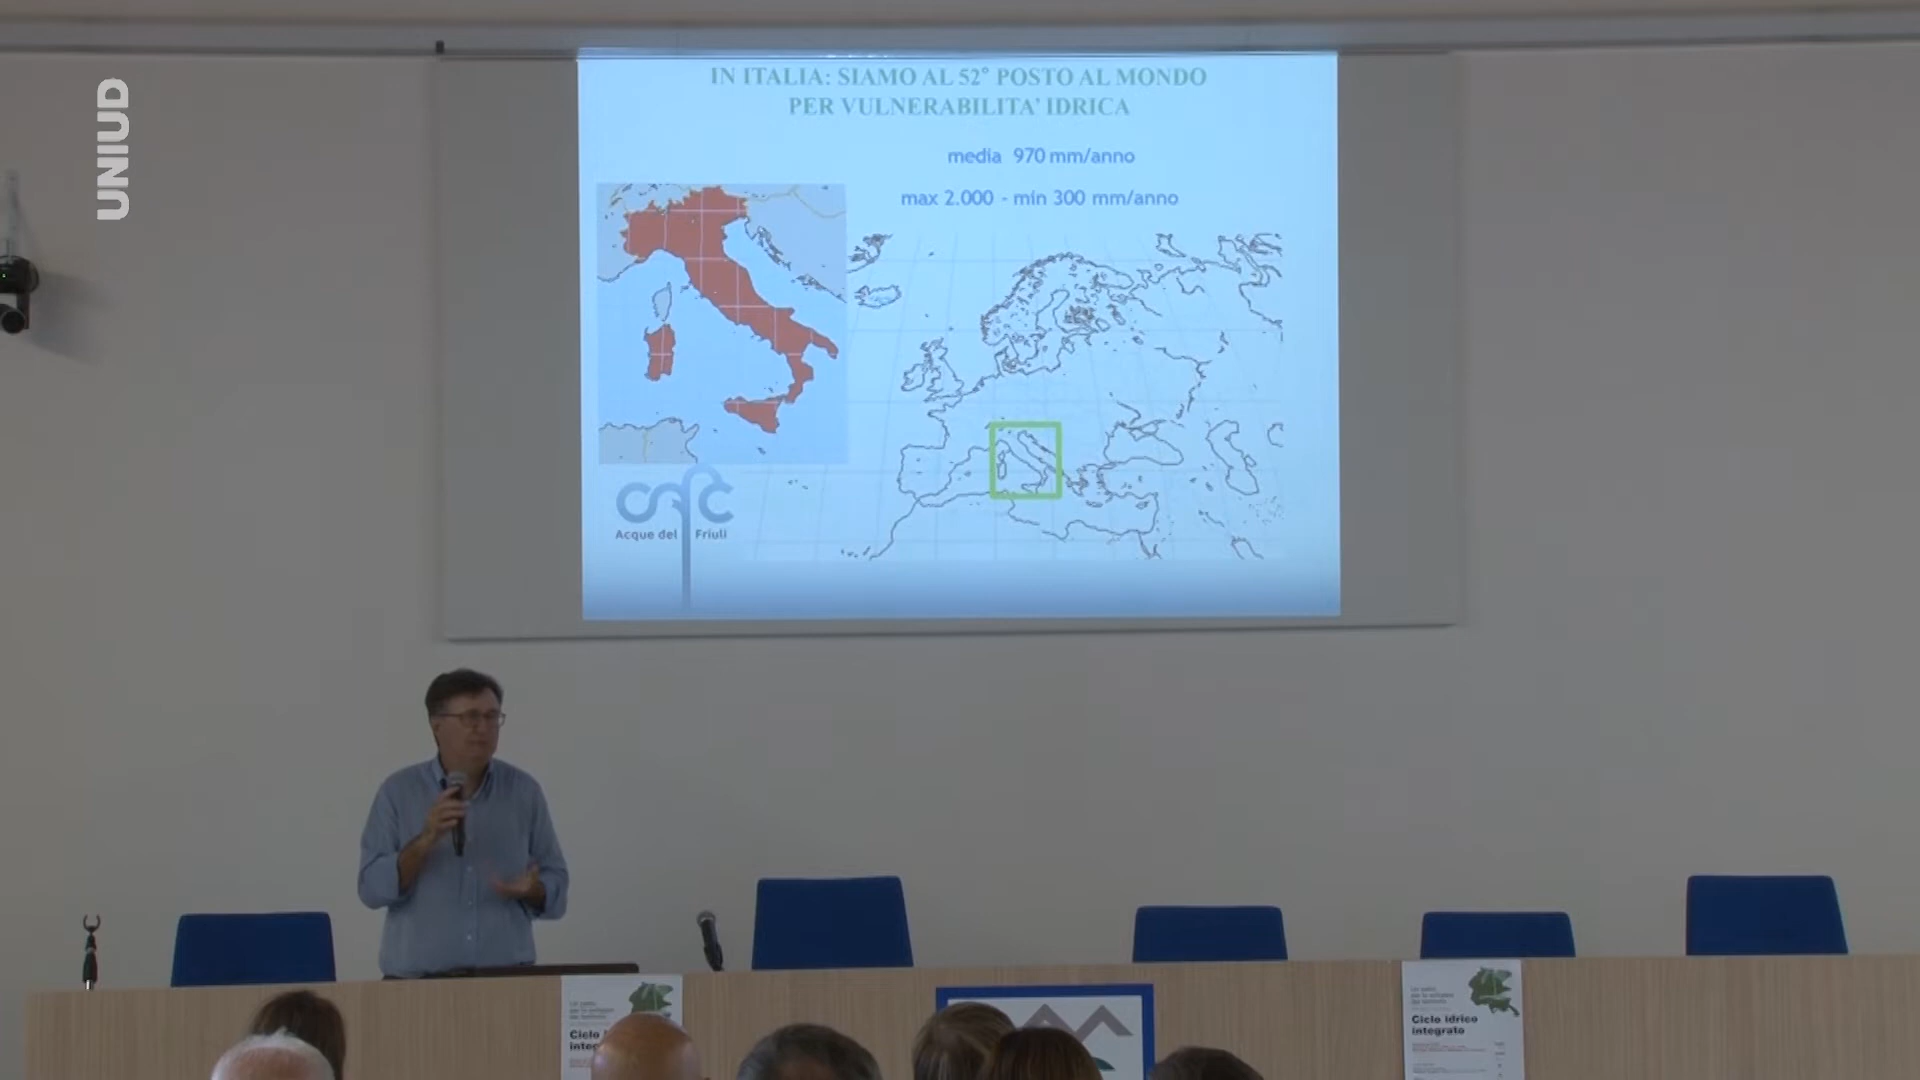 UNIUD
IN ITALIA: SIAMO AL 52° POSTO AL MONDO
PER VULNERABILITA' IDRICA
media 970 mm/anno
max 2.000 - min 300 mm/anno
Acque del Friuli
Ciclo
Ciclo idrico
integrato